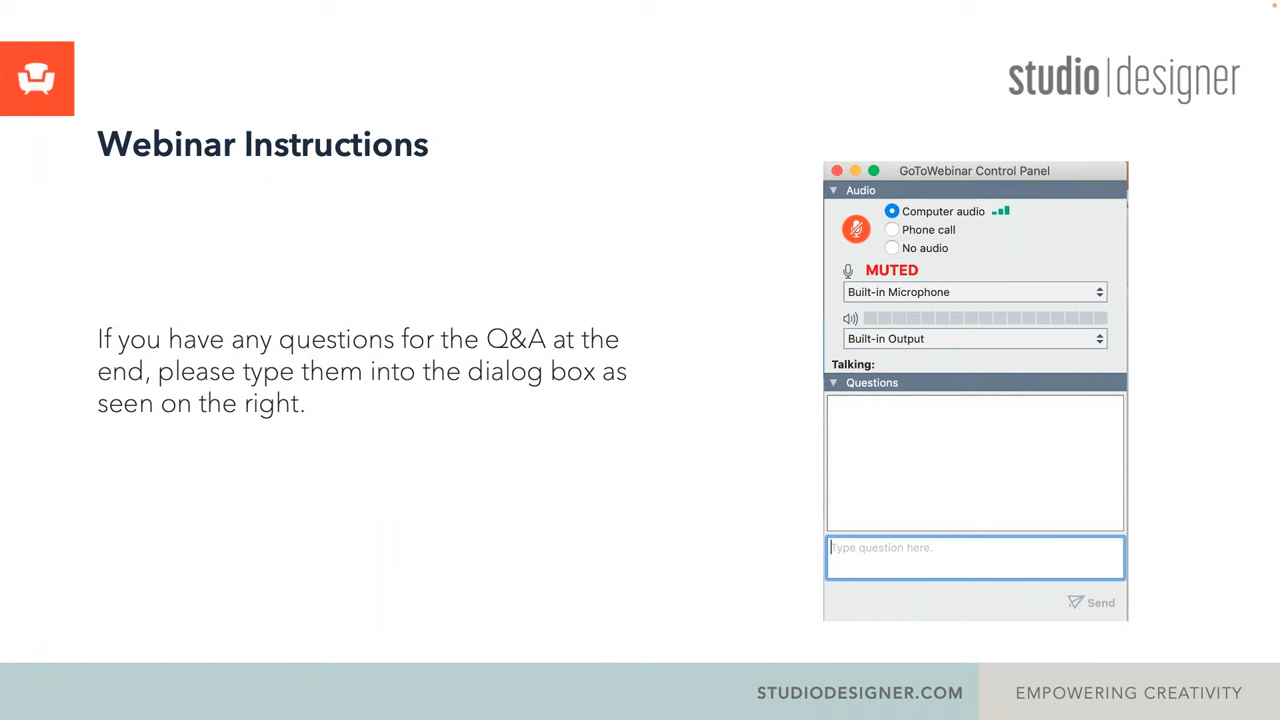 studio|designer
Webinar Instructions
If you have any questions for the Q&A at the
end, please type them into the dialog box as
seen on the right.
GoToWebinar Control Panel
Audio
Computer audio
Phone call
No audio
MUTED
Built-in Microphone
Built-in Output
Talking:
Questions
Type question here.
Send
STUDIODESIGNER.COM
EMPOWERING CREATIVITY